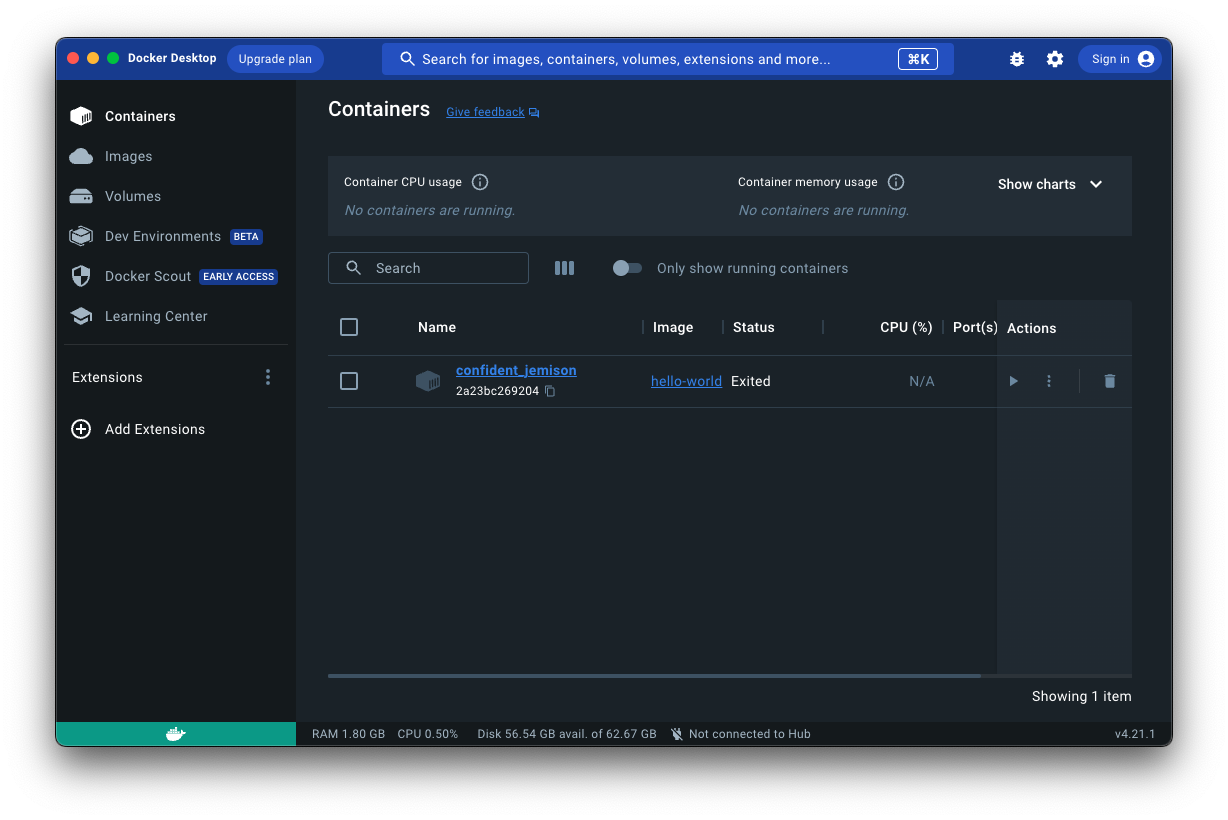 Docker Desktop Upgrade plan Search for images, containers, volumes, extensions and more... ⌘K Sign in
Containers
Images
Volumes
Dev Environments BETA
Docker Scout EARLY ACCESS
Learning Center
Extensions
Add Extensions
Containers Give feedback
Container CPU usage Container memory usage Show charts
No containers are running. No containers are running.
Search Only show running containers
Name Image Status CPU (%) Port(s) Actions
confident_jemison hello-world Exited N/A
2a23bc269204
Showing 1 item
RAM 1.80 GB CPU 0.50% Disk 56.54 GB avail. of 62.67 GB Not connected to Hub v4.21.1